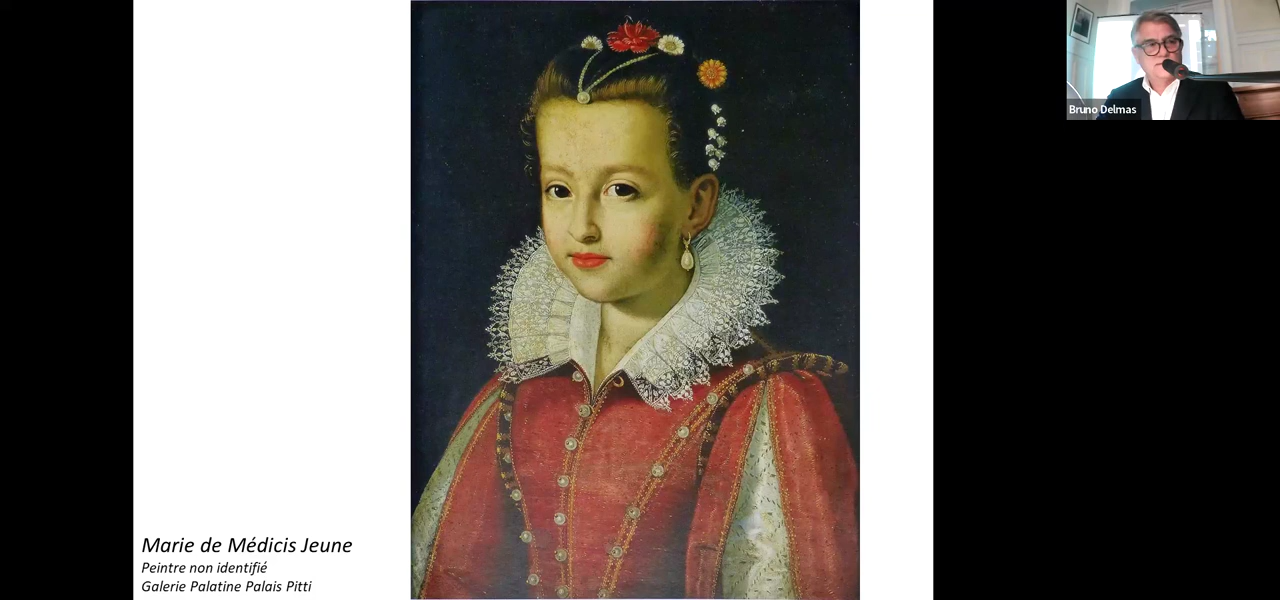 Bruno Delmas
Marie de Médicis Jeune
Peintre non identifié
Galerie Palatine Palais Pitti